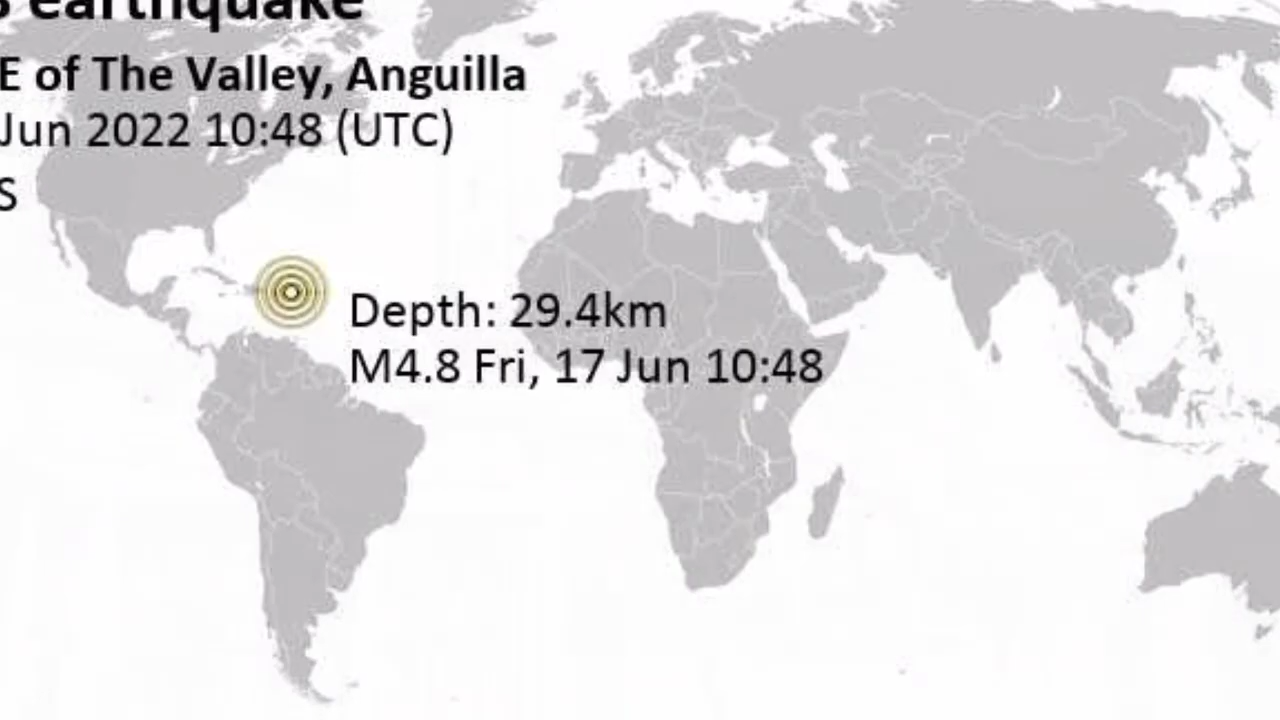 earthquake
E of The Valley, Anguilla
Jun 2022 10:48 (UTC)
S
Depth: 29.4km
M4.8 Fri, 17 Jun 10:48